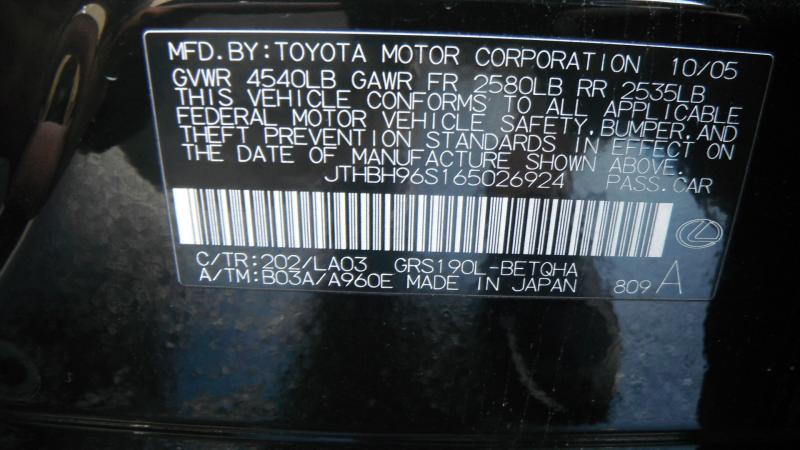 MFD.BY:TOYOTA MOTOR CORPORATION 10/05
GVWR 4540LB GAWR FR 2580LB RR 2535LB
THIS VEHICLE CONFORMS TO ALL APPLICABLE
FEDERAL MOTOR VEHICLE SAFETY,BUMPER,AND
THEFT PREVENTION STANDARDS IN EFFECT ON
THE DATE OF MANUFACTURE SHOWN ABOVE.
JTHBH96S165026924 PASS.CAR
C/TR:202/LA03 GRS190L-BETQHA
A/TM:B03A/A960E MADE IN JAPAN 809A